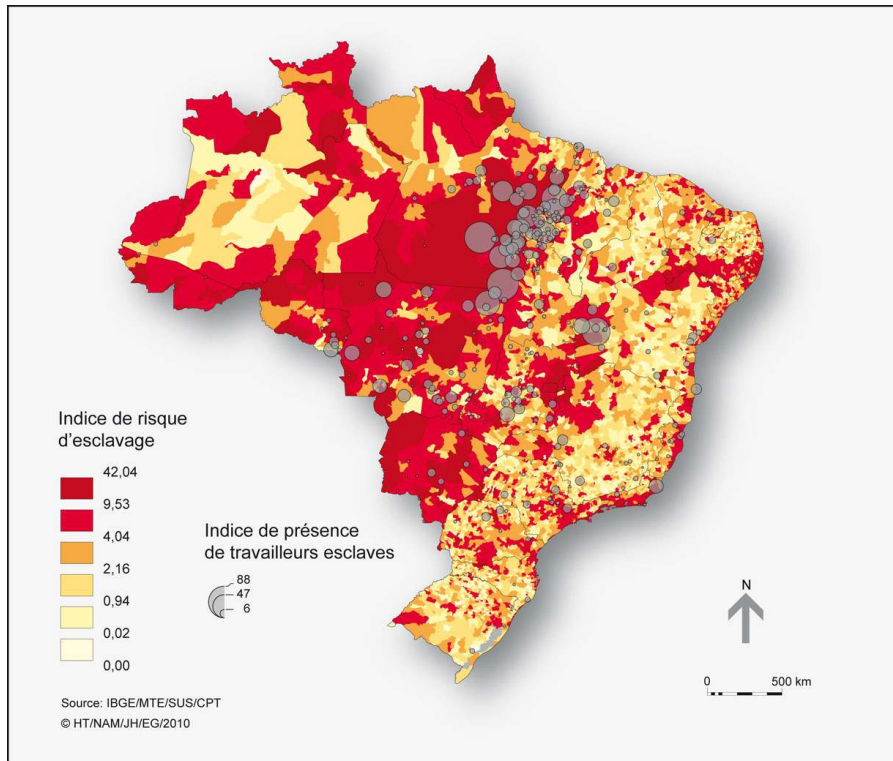 Indice de risque
d'esclavage
42,04
9,53
4,04
2,16
0,94
0,02
0,00
Indice de présence
de travailleurs esclaves
88
47
6
N
0 500 km
Source: IBGE/MTE/SUS/CPT
© HT/NAM/JH/EG/2010